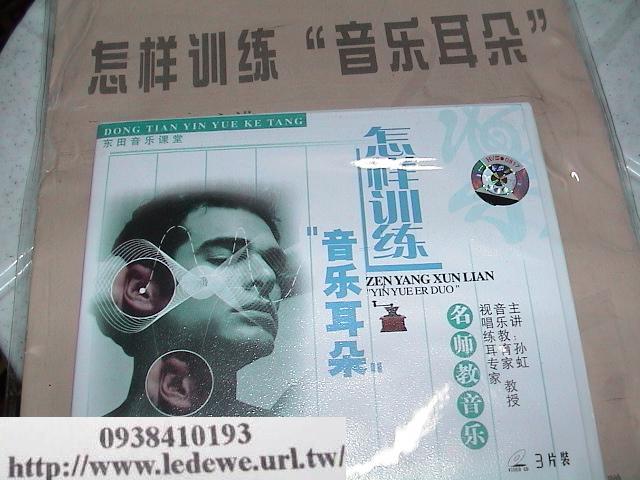 怎样训练“音乐耳朵”
DONG TIAN YIN YUE KE TANG
东田音乐课堂
怎样训练
"音乐耳朵"
ZEN YANG XUN LIAN
"YIN YUE ER DUO"
名师教音乐
主讲:孙虹 教授
音乐教育家
视唱练耳专家
VIDEO CD
3片装
0938410193
http://www.ledewe.url.tw/